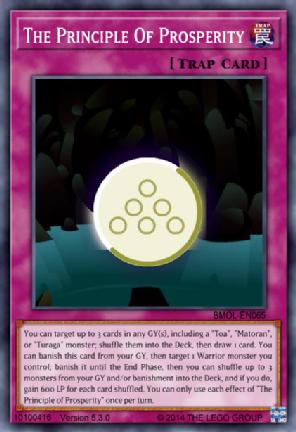 The Principle Of Prosperity
TRAP
罠
[TRAP CARD]
BMOL-EN065
You can target up to 3 cards in any GY(s), including a "Toa", "Matoran",
or "Turaga" monster; shuffle them into the Deck, then draw 1 card. You
can banish this card from your GY, then target 1 Warrior monster you
control; banish it until the End Phase, then you can shuffle up to 3
monsters from your GY and/or banishment into the Deck, and if you do,
gain 600 LP for each card shuffled. You can only use each effect of "The
Principle of Prosperity" once per turn.
10100416 Version 5.3.0 ©2014 THE LEGO GROUP